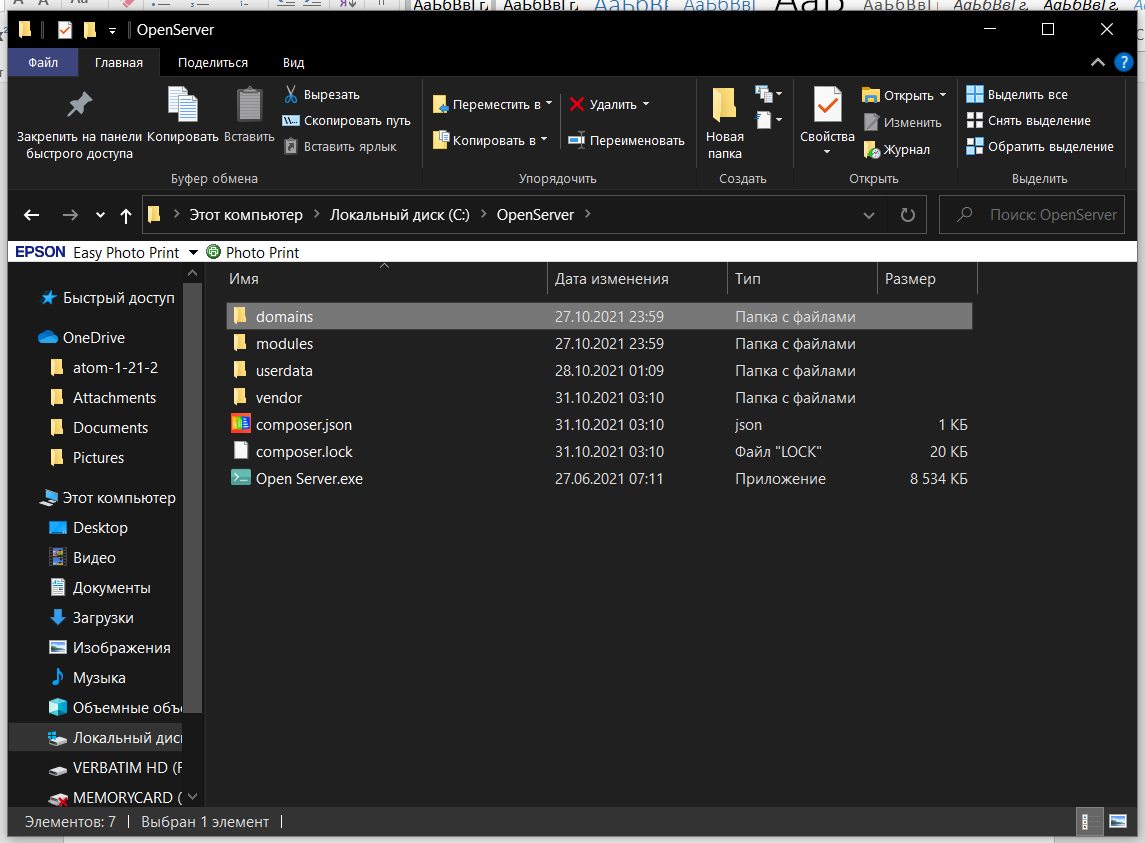 АаБбВвГг,
АаБбВвГг,
АаБбВв
АаБбВвГ
OpenServer
Файл
Главная
Поделиться
Вид
Закрепить на панели быстрого доступа
Копировать
Вставить
Вырезать
Скопировать путь
Вставить ярлык
Буфер обмена
Переместить в
Копировать в
Удалить
Переименовать
Упорядочить
Новая папка
Создать
Свойства
Открыть
Изменить
Журнал
Открыть
Выделить все
Снять выделение
Обратить выделение
Выделить
Этот компьютер
Локальный диск (C:)
OpenServer
Поиск: OpenServer
EPSON Easy Photo Print Photo Print
Быстрый доступ
OneDrive
atom-1-21-2
Attachments
Documents
Pictures
Этот компьютер
Desktop
Видео
Документы
Загрузки
Изображения
Музыка
Объемные объ
Локальный дис
VERBATIM HD (F
MEMORYCARD (
Имя Дата изменения Тип Размер
domains 27.10.2021 23:59 Папка с файлами
modules 27.10.2021 23:59 Папка с файлами
userdata 28.10.2021 01:09 Папка с файлами
vendor 31.10.2021 03:10 Папка с файлами
composer.json 31.10.2021 03:10 json 1 КБ
composer.lock 31.10.2021 03:10 Файл "LOCK" 20 КБ
Open Server.exe 27.06.2021 07:11 Приложение 8 534 КБ
Элементов: 7 Выбран 1 элемент